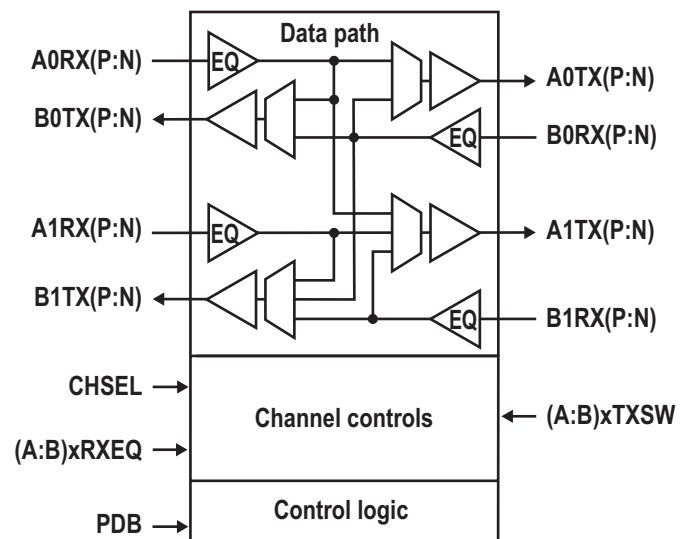 Data path
A0RX(P:N)
EQ
A0TX(P:N)
B0TX(P:N)
EQ
B0RX(P:N)
A1RX(P:N)
EQ
A1TX(P:N)
B1TX(P:N)
EQ
B1RX(P:N)
CHSEL
Channel controls
(A:B)xTXSW
(A:B)xRXEQ
Control logic
PDB